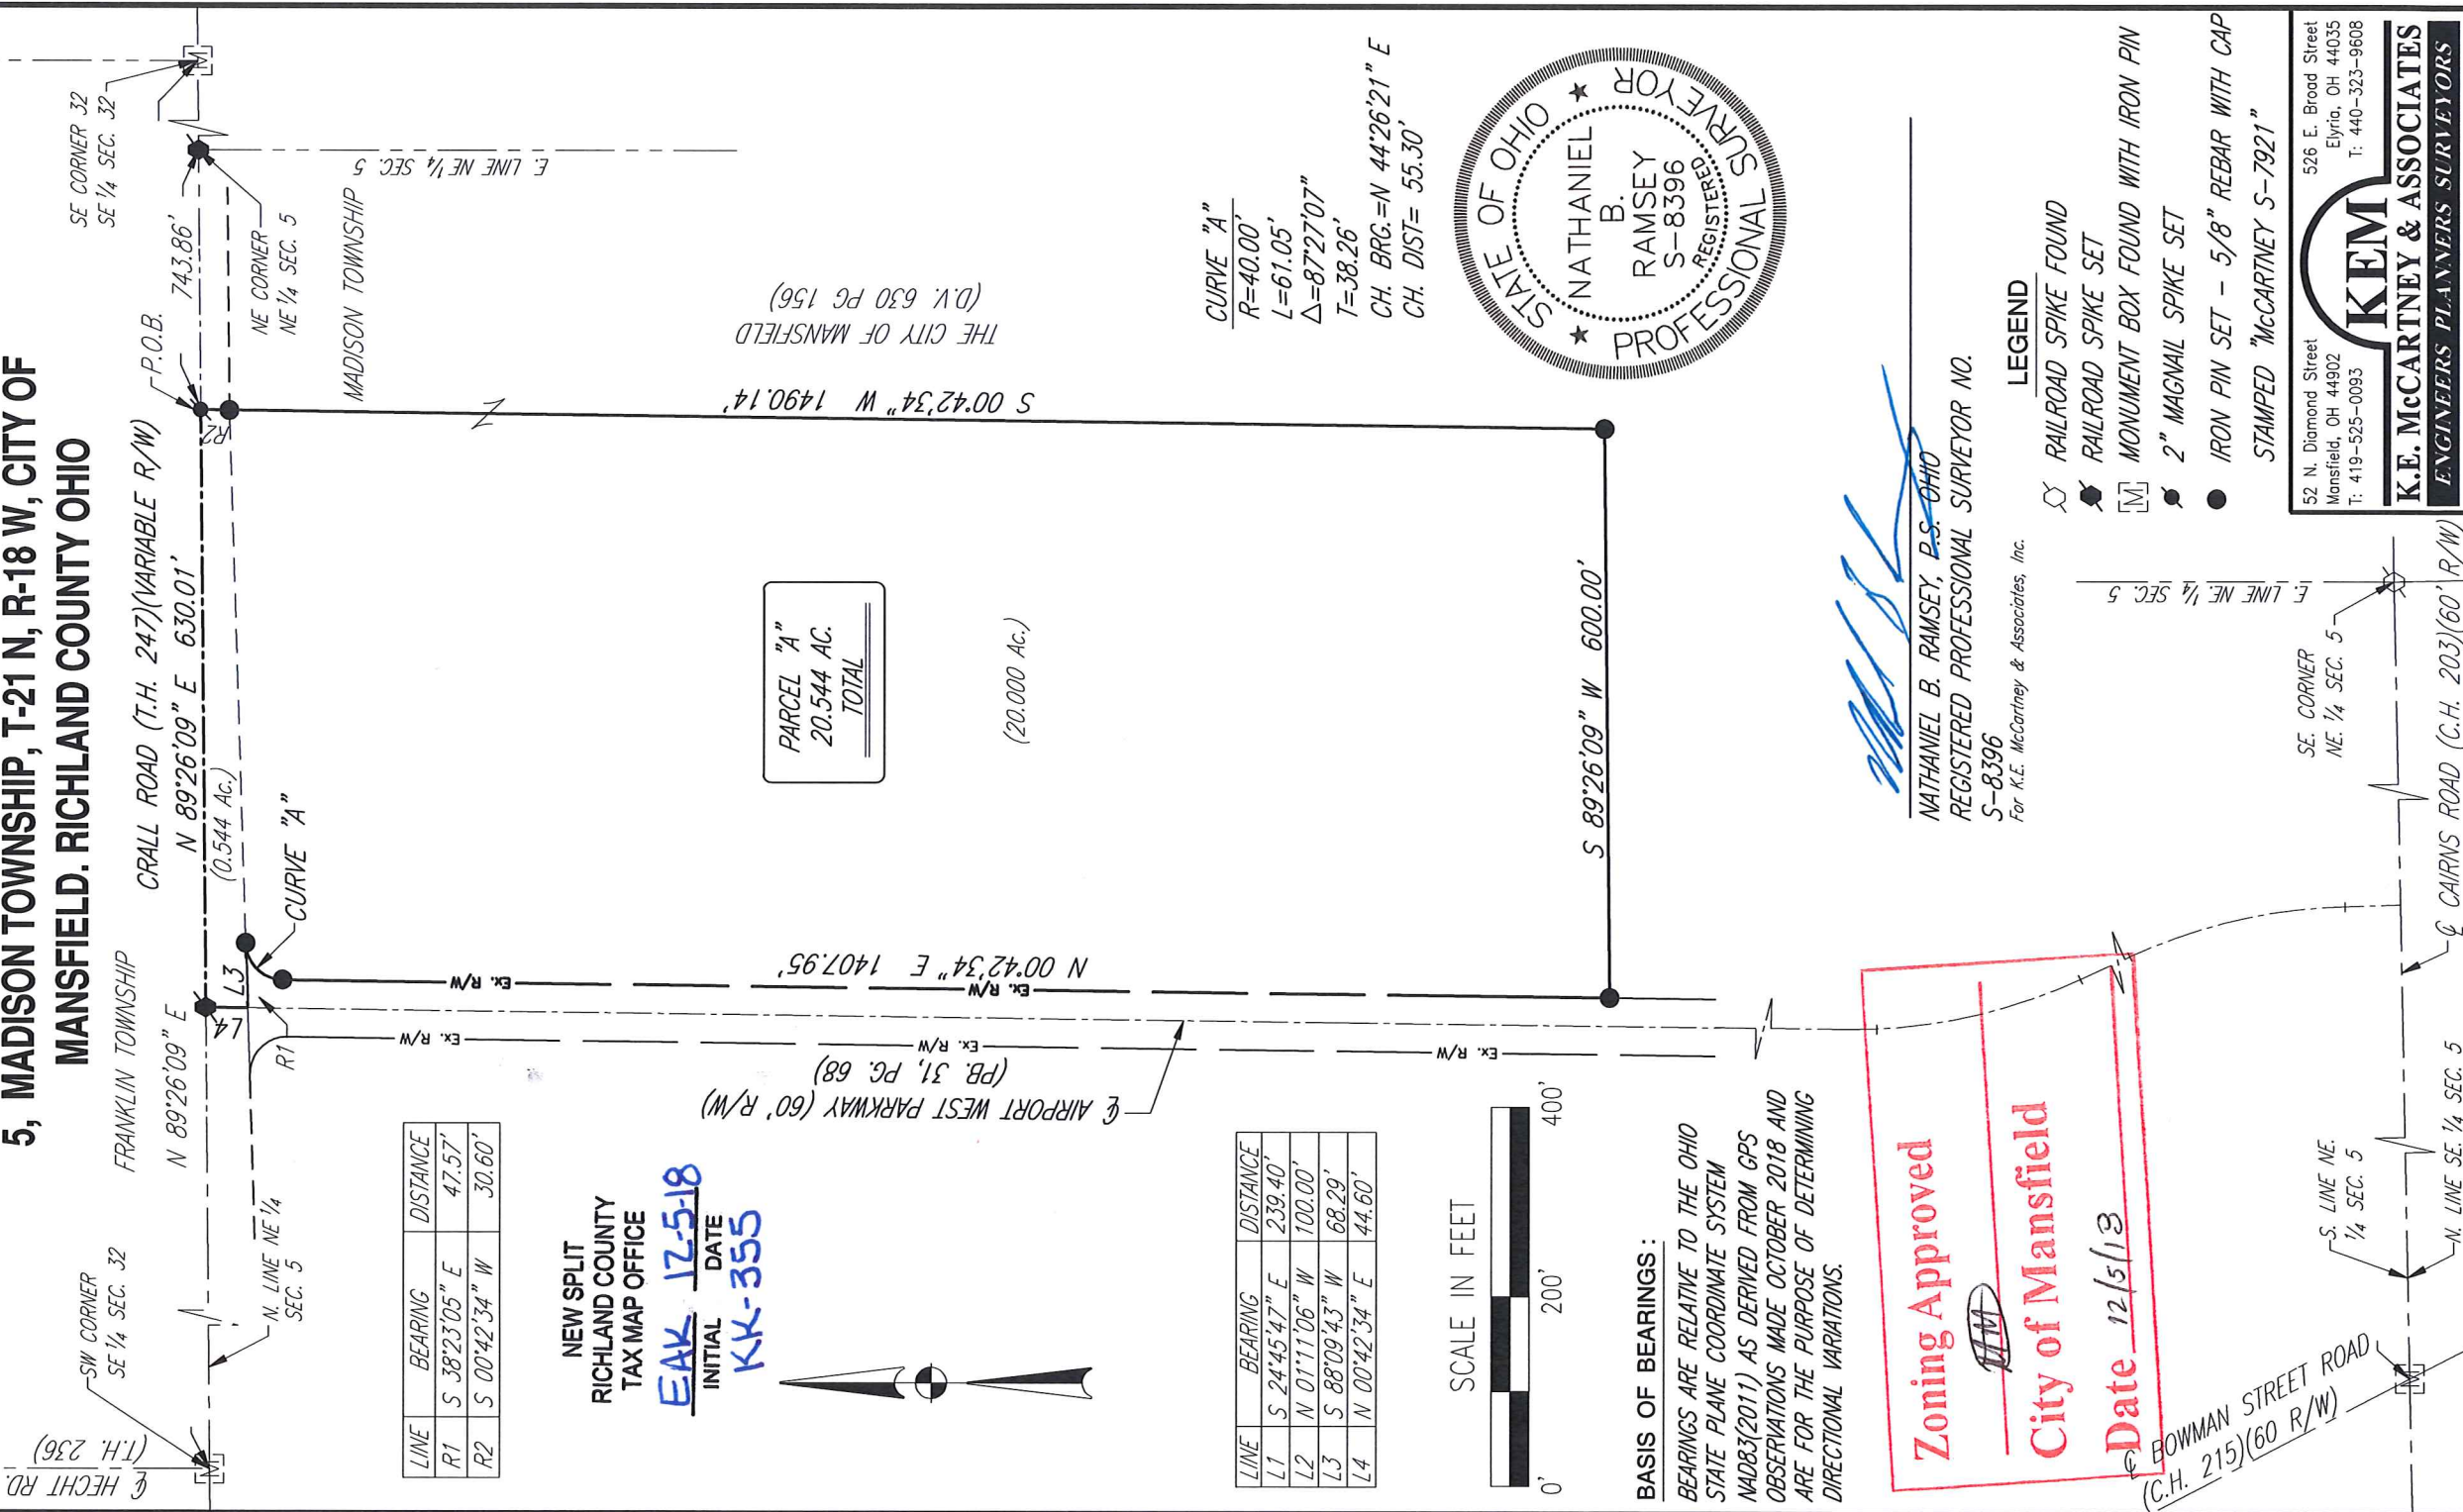 5, MADISON TOWNSHIP, T-21 N, R-18 W, CITY OF
MANSFIELD. RICHLAND COUNTY OHIO
℄ HECHT RD.
(T.H. 236)
SW CORNER
SE 1/4 SEC. 32
FRANKLIN TOWNSHIP
N 89°26'09" E
CRALL ROAD (T.H. 247)(VARIABLE R/W)
N 89°26'09" E 630.01'
(0.544 Ac.)
P.O.B.
743.86'
SE CORNER 32
SE 1/4 SEC. 32
M
M
N. LINE NE 1/4
SEC. 5
L4
L3
R1
CURVE "A"
R2
NE CORNER
NE 1/4 SEC. 5
E. LINE NE 1/4 SEC. 5
MADISON TOWNSHIP
LINE BEARING DISTANCE
R1 S 38°23'05" E 47.57'
R2 S 00°42'34" W 30.60'
NEW SPLIT
RICHLAND COUNTY
TAX MAP OFFICE
EAK 12-5-18
INITIAL DATE
KK-355
Ex. R/W
Ex. R/W
Ex. R/W
Ex. R/W
Ex. R/W
N 00°42'34" E 1407.95'
℄ AIRPORT WEST PARKWAY (60' R/W)
(PB. 31, PG. 68)
PARCEL "A"
20.544 AC.
TOTAL
(20.000 Ac.)
S 00°42'34" W 1490.14'
THE CITY OF MANSFIELD
(D.V. 630 PG 156)
S 89°26'09" W 600.00'
LINE BEARING DISTANCE
L1 S 24°45'47" E 239.40'
L2 N 01°11'06" W 100.00'
L3 S 88°09'43" W 68.29'
L4 N 00°42'34" E 44.60'
CURVE "A"
R=40.00'
L=61.05'
Δ=87°27'07"
T=38.26'
CH. BRG.=N 44°26'21" E
CH. DIST= 55.30'
SCALE IN FEET
0' 200' 400'
STATE OF OHIO
NATHANIEL
B.
RAMSEY
S-8396
REGISTERED
PROFESSIONAL SURVEYOR
BASIS OF BEARINGS:
BEARINGS ARE RELATIVE TO THE OHIO
STATE PLANE COORDINATE SYSTEM
NAD83(2011) AS DERIVED FROM GPS
OBSERVATIONS MADE OCTOBER 2018 AND
ARE FOR THE PURPOSE OF DETERMINING
DIRECTIONAL VARIATIONS.
NATHANIEL B. RAMSEY, P.S. OHIO
REGISTERED PROFESSIONAL SURVEYOR NO.
S-8396
For K.E. McCartney & Associates, Inc.
Zoning Approved
City of Mansfield
Date 12/5/18
LEGEND
RAILROAD SPIKE FOUND
RAILROAD SPIKE SET
M MONUMENT BOX FOUND WITH IRON PIN
2" MAGNAIL SPIKE SET
IRON PIN SET - 5/8" REBAR WITH CAP
STAMPED "McCARTNEY S-7921"
E. LINE NE. 1/4 SEC. 5
SE. CORNER
NE. 1/4 SEC. 5
℄ BOWMAN STREET ROAD
(C.H. 215)(60 R/W)
M
S. LINE NE.
1/4 SEC. 5
N. LINE SE. 1/4 SEC. 5
℄ CAIRNS ROAD (C.H. 203)(60' R/W)
52 N. Diamond Street
Mansfield, OH 44902
T: 419-525-0093
KEM
526 E. Broad Street
Elyria, OH 44035
T: 440-323-9608
K.E. McCARTNEY & ASSOCIATES
ENGINEERS PLANNERS SURVEYORS